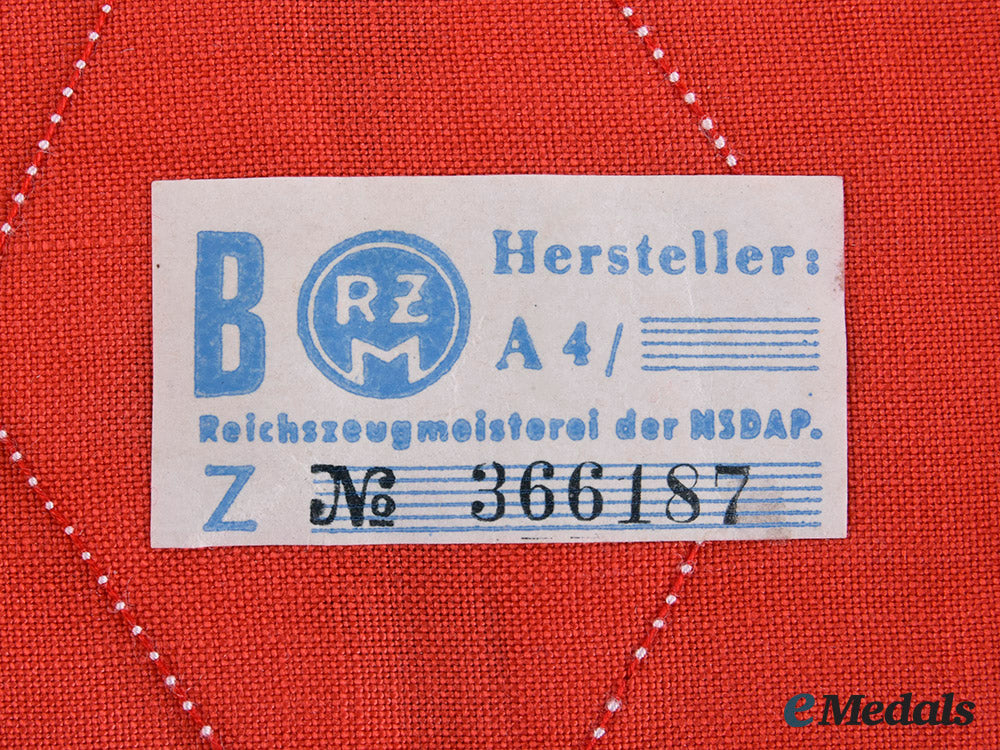 B RZM Hersteller:
A 4/
Reichszeugmeisterei der NSDAP.
Z № 366187
eMedals